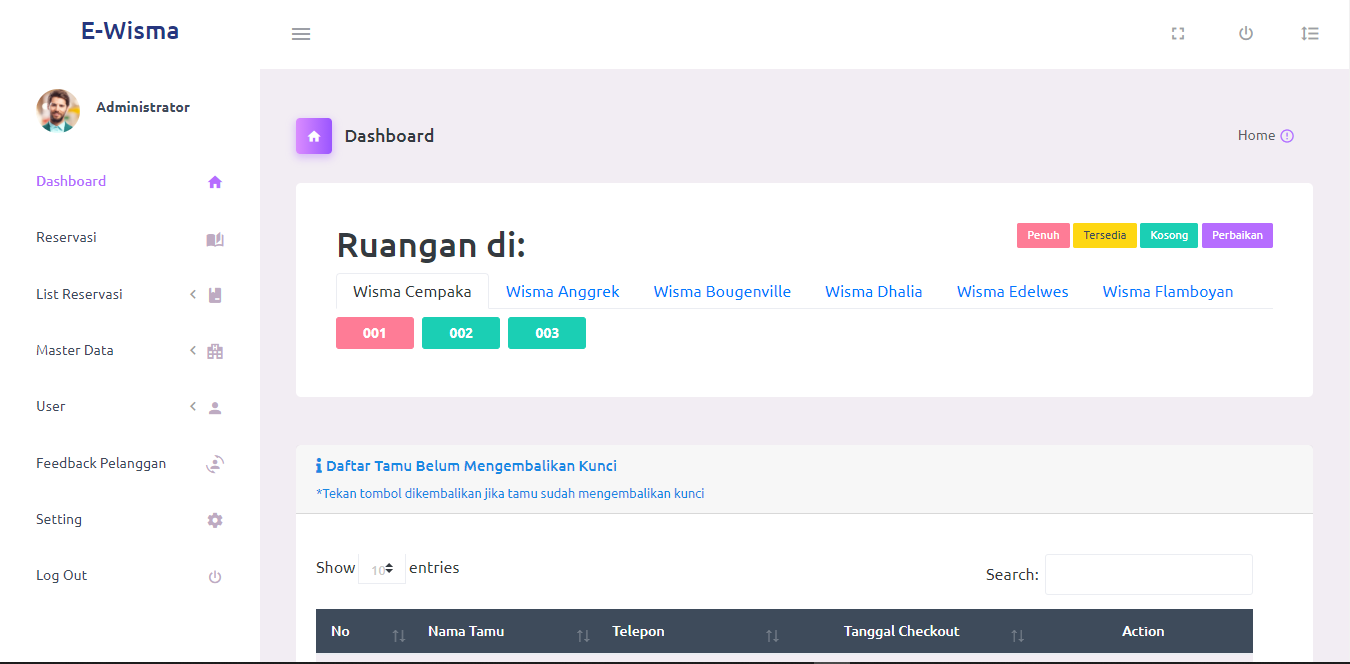 E-Wisma
Administrator
Dashboard
Reservasi
List Reservasi
Master Data
User
Feedback Pelanggan
Setting
Log Out
Dashboard
Home
Ruangan di:
Penuh Tersedia Kosong Perbaikan
Wisma Cempaka Wisma Anggrek Wisma Bougenville Wisma Dhalia Wisma Edelwes Wisma Flamboyan
001 002 003
Daftar Tamu Belum Mengembalikan Kunci
*Tekan tombol dikembalikan jika tamu sudah mengembalikan kunci
Show 10 entries
Search:
No Nama Tamu Telepon Tanggal Checkout Action